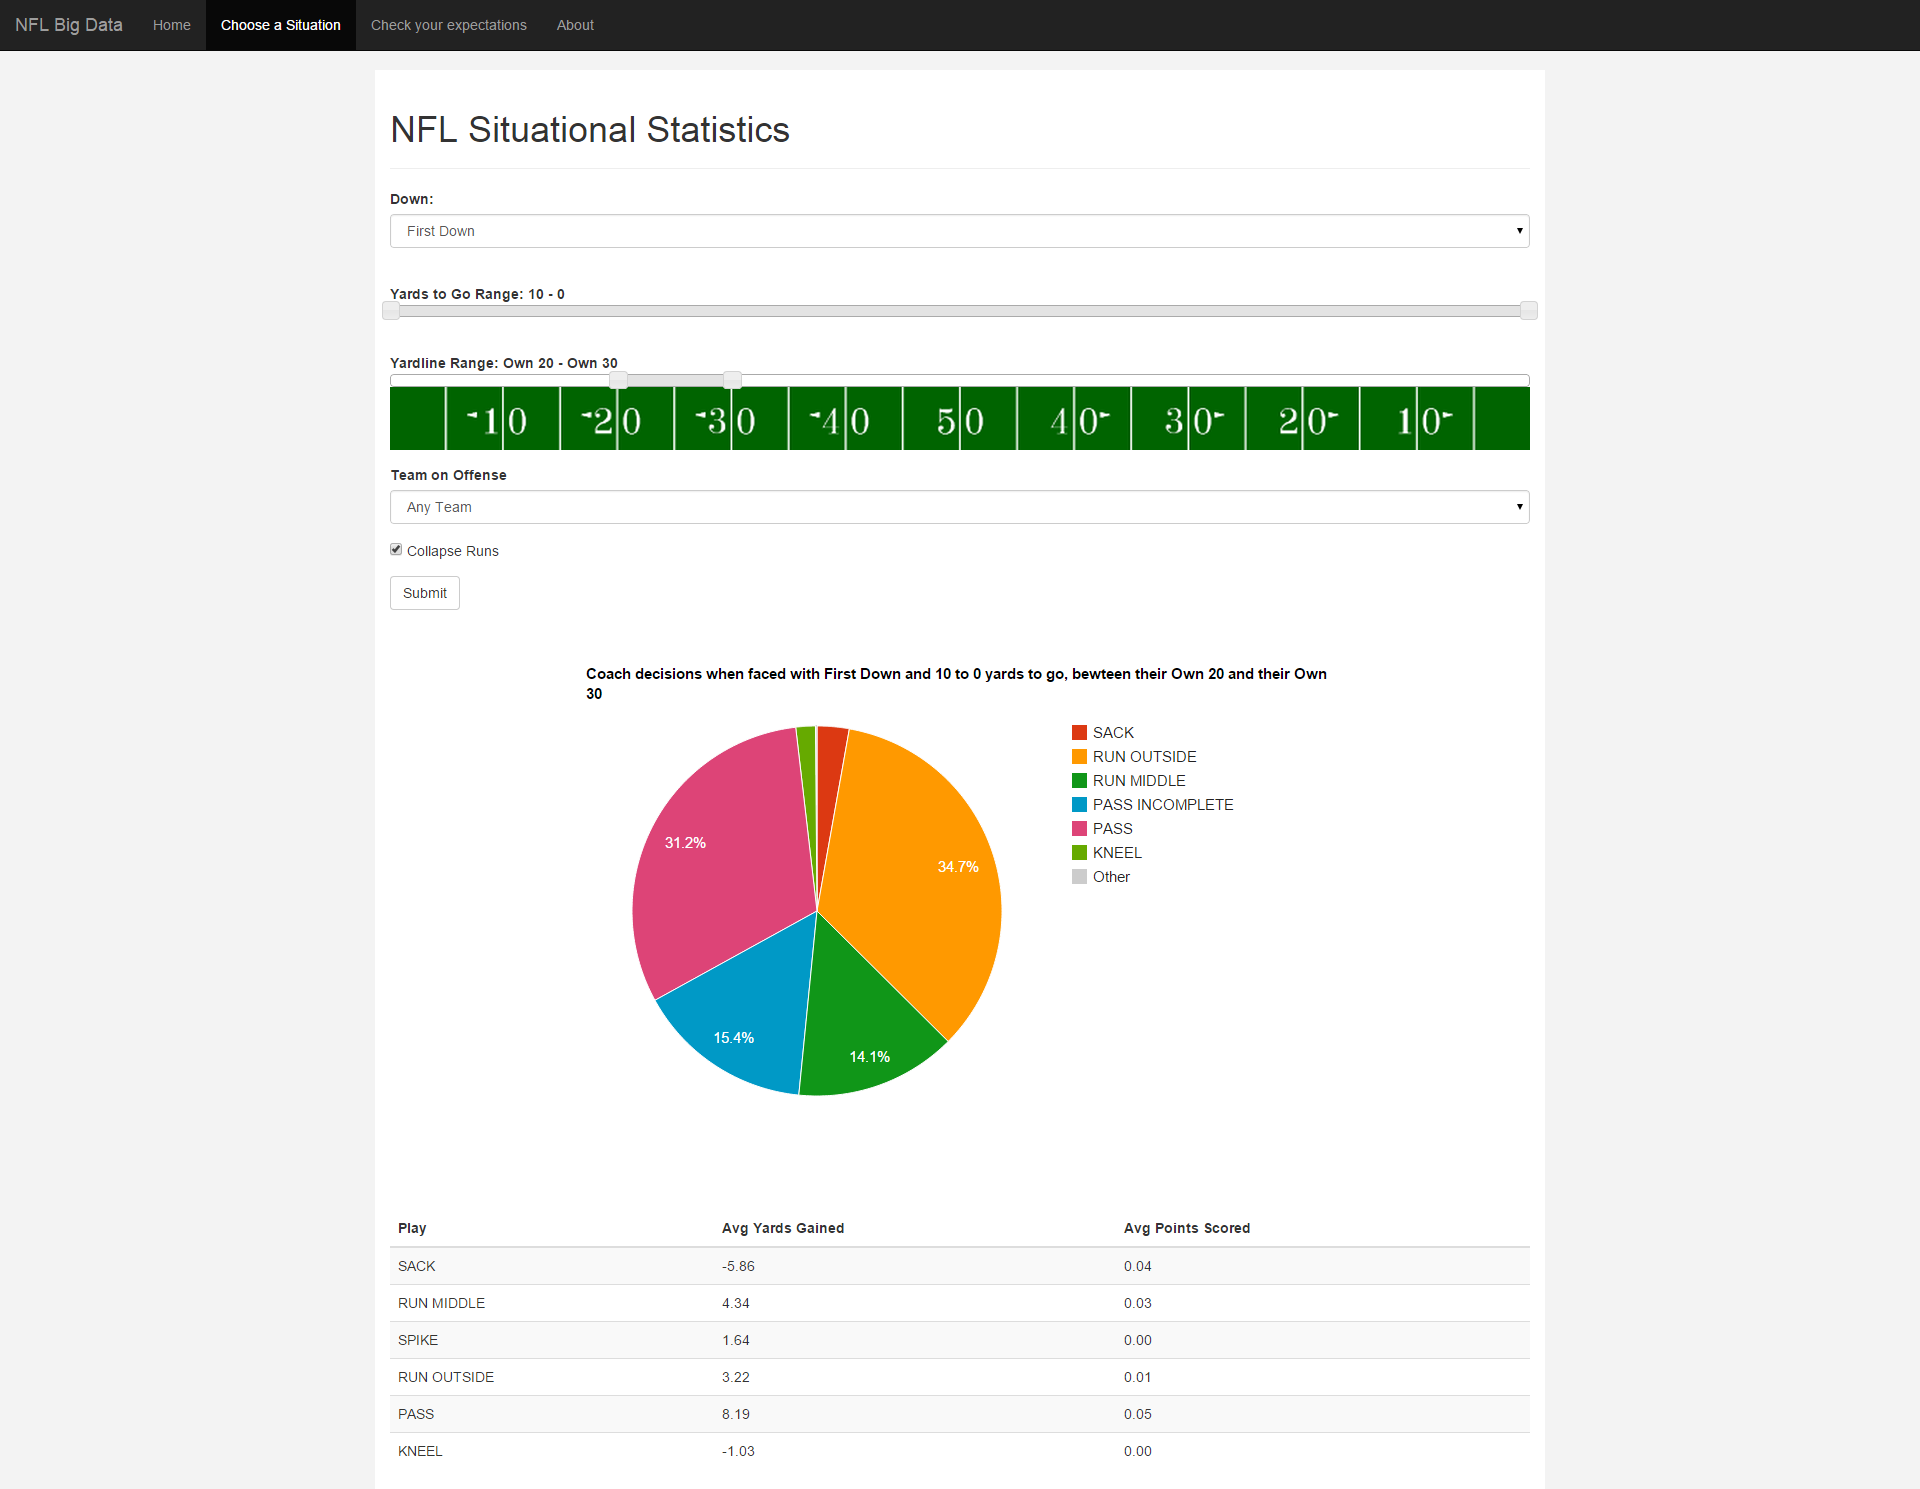 NFL Big Data Home Choose a Situation Check your expectations About
NFL Situational Statistics
Down:
First Down
Yards to Go Range: 10 - 0
Yardline Range: Own 20 - Own 30
10 20 30 40 50 40 30 20 10
Team on Offense
Any Team
Collapse Runs
Submit
Coach decisions when faced with First Down and 10 to 0 yards to go, bewteen their Own 20 and their Own
30
SACK
RUN OUTSIDE
RUN MIDDLE
PASS INCOMPLETE
PASS
KNEEL
Other
31.2%
34.7%
15.4%
14.1%
Play Avg Yards Gained Avg Points Scored
SACK -5.86 0.04
RUN MIDDLE 4.34 0.03
SPIKE 1.64 0.00
RUN OUTSIDE 3.22 0.01
PASS 8.19 0.05
KNEEL -1.03 0.00